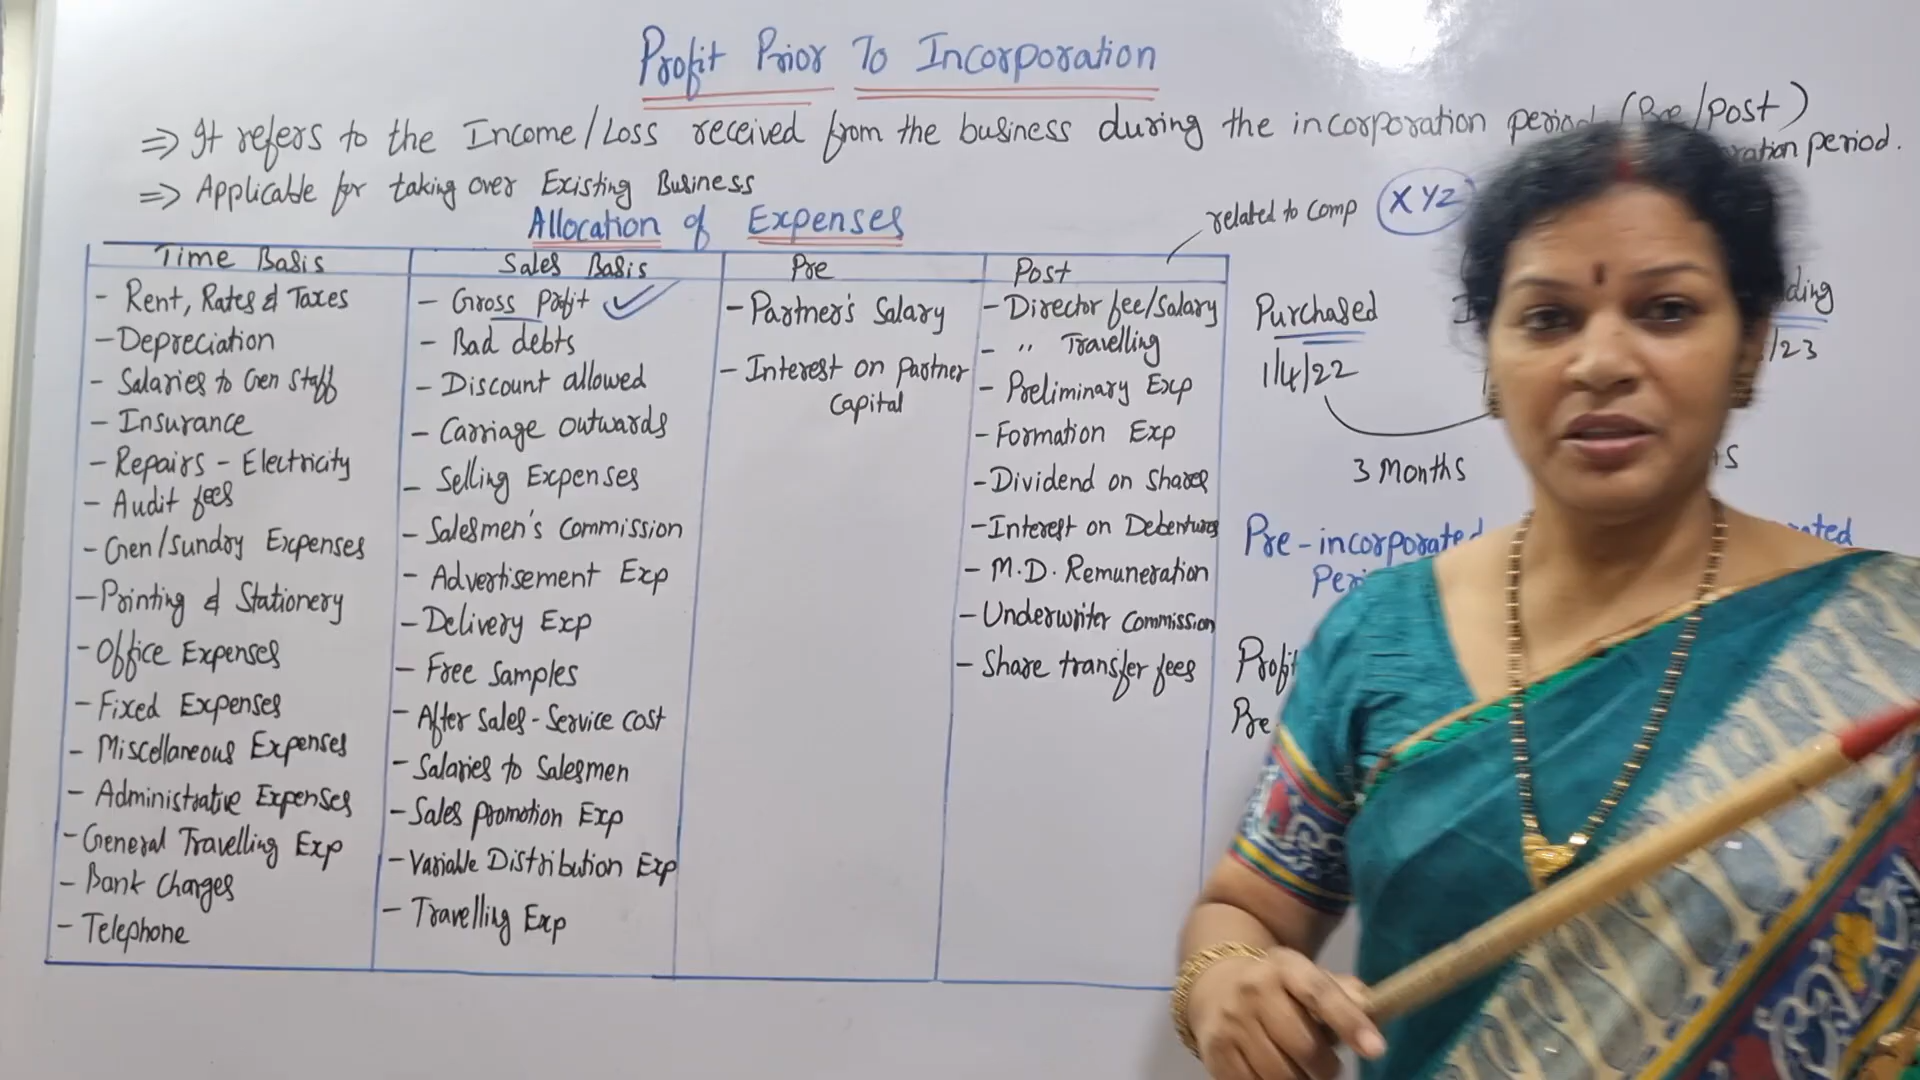 Profit Prior To Incorporation
⇒ It refers to the Income/Loss received from the business during the incorporation period (Pre/Post)
period.
⇒ Applicable for taking over Existing Business
Allocation of Expenses
related to Comp XYZ
Time Basis
- Rent, Rates & Taxes
- Depreciation
- Salaries to Gen Staff
- Insurance
- Repairs - Electricity
- Audit fees
- Gen/Sundry Expenses
- Printing & Stationery
- Office Expenses
- Fixed Expenses
- Miscellaneous Expenses
- Administrative Expenses
- General Travelling Exp
- Bank Charges
- Telephone
Sales Basis
- Gross Profit ✓
- Bad debts
- Discount allowed
- Carriage outwards
- Selling Expenses
- Salesmen's Commission
- Advertisement Exp
- Delivery Exp
- Free Samples
- After Sales - Service Cost
- Salaries to Salesmen
- Sales Promotion Exp
- Variable Distribution Exp
- Travelling Exp
Pre
- Partner's Salary
- Interest on Partner
Capital
Post
- Director fee/Salary
- " Travelling
- Preliminary Exp
- Formation Exp
- Dividend on Shares
- Interest on Debentures
- M.D. Remuneration
- Underwriter Commission
- Share transfer fees
Purchased
1/4/22
/23
3 Months
Pre-incorporated
Profit
Pre